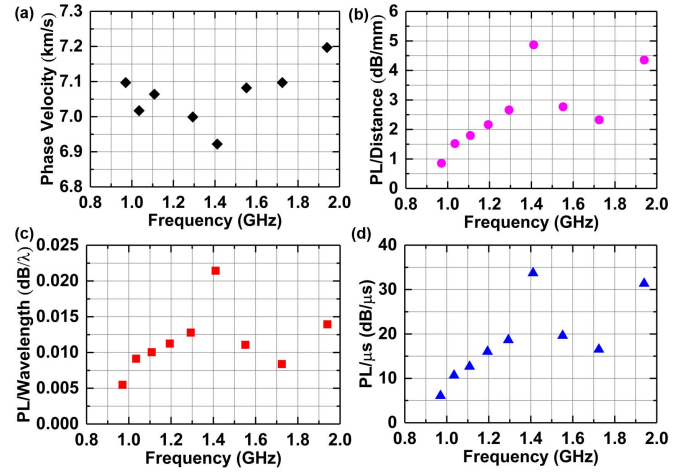 (a)
7.3
7.2
7.1
7.0
6.9
6.8
Phase Velocity (km/s)
0.8 1.0 1.2 1.4 1.6 1.8 2.0
Frequency (GHz)
(b)
6
5
4
3
2
1
0
PL/Distance (dB/mm)
0.8 1.0 1.2 1.4 1.6 1.8 2.0
Frequency (GHz)
(c)
0.025
0.020
0.015
0.010
0.005
0.000
PL/Wavelength (dB/λ)
0.8 1.0 1.2 1.4 1.6 1.8 2.0
Frequency (GHz)
(d)
40
30
20
10
0
PL/μs (dB/μs)
0.8 1.0 1.2 1.4 1.6 1.8 2.0
Frequency (GHz)